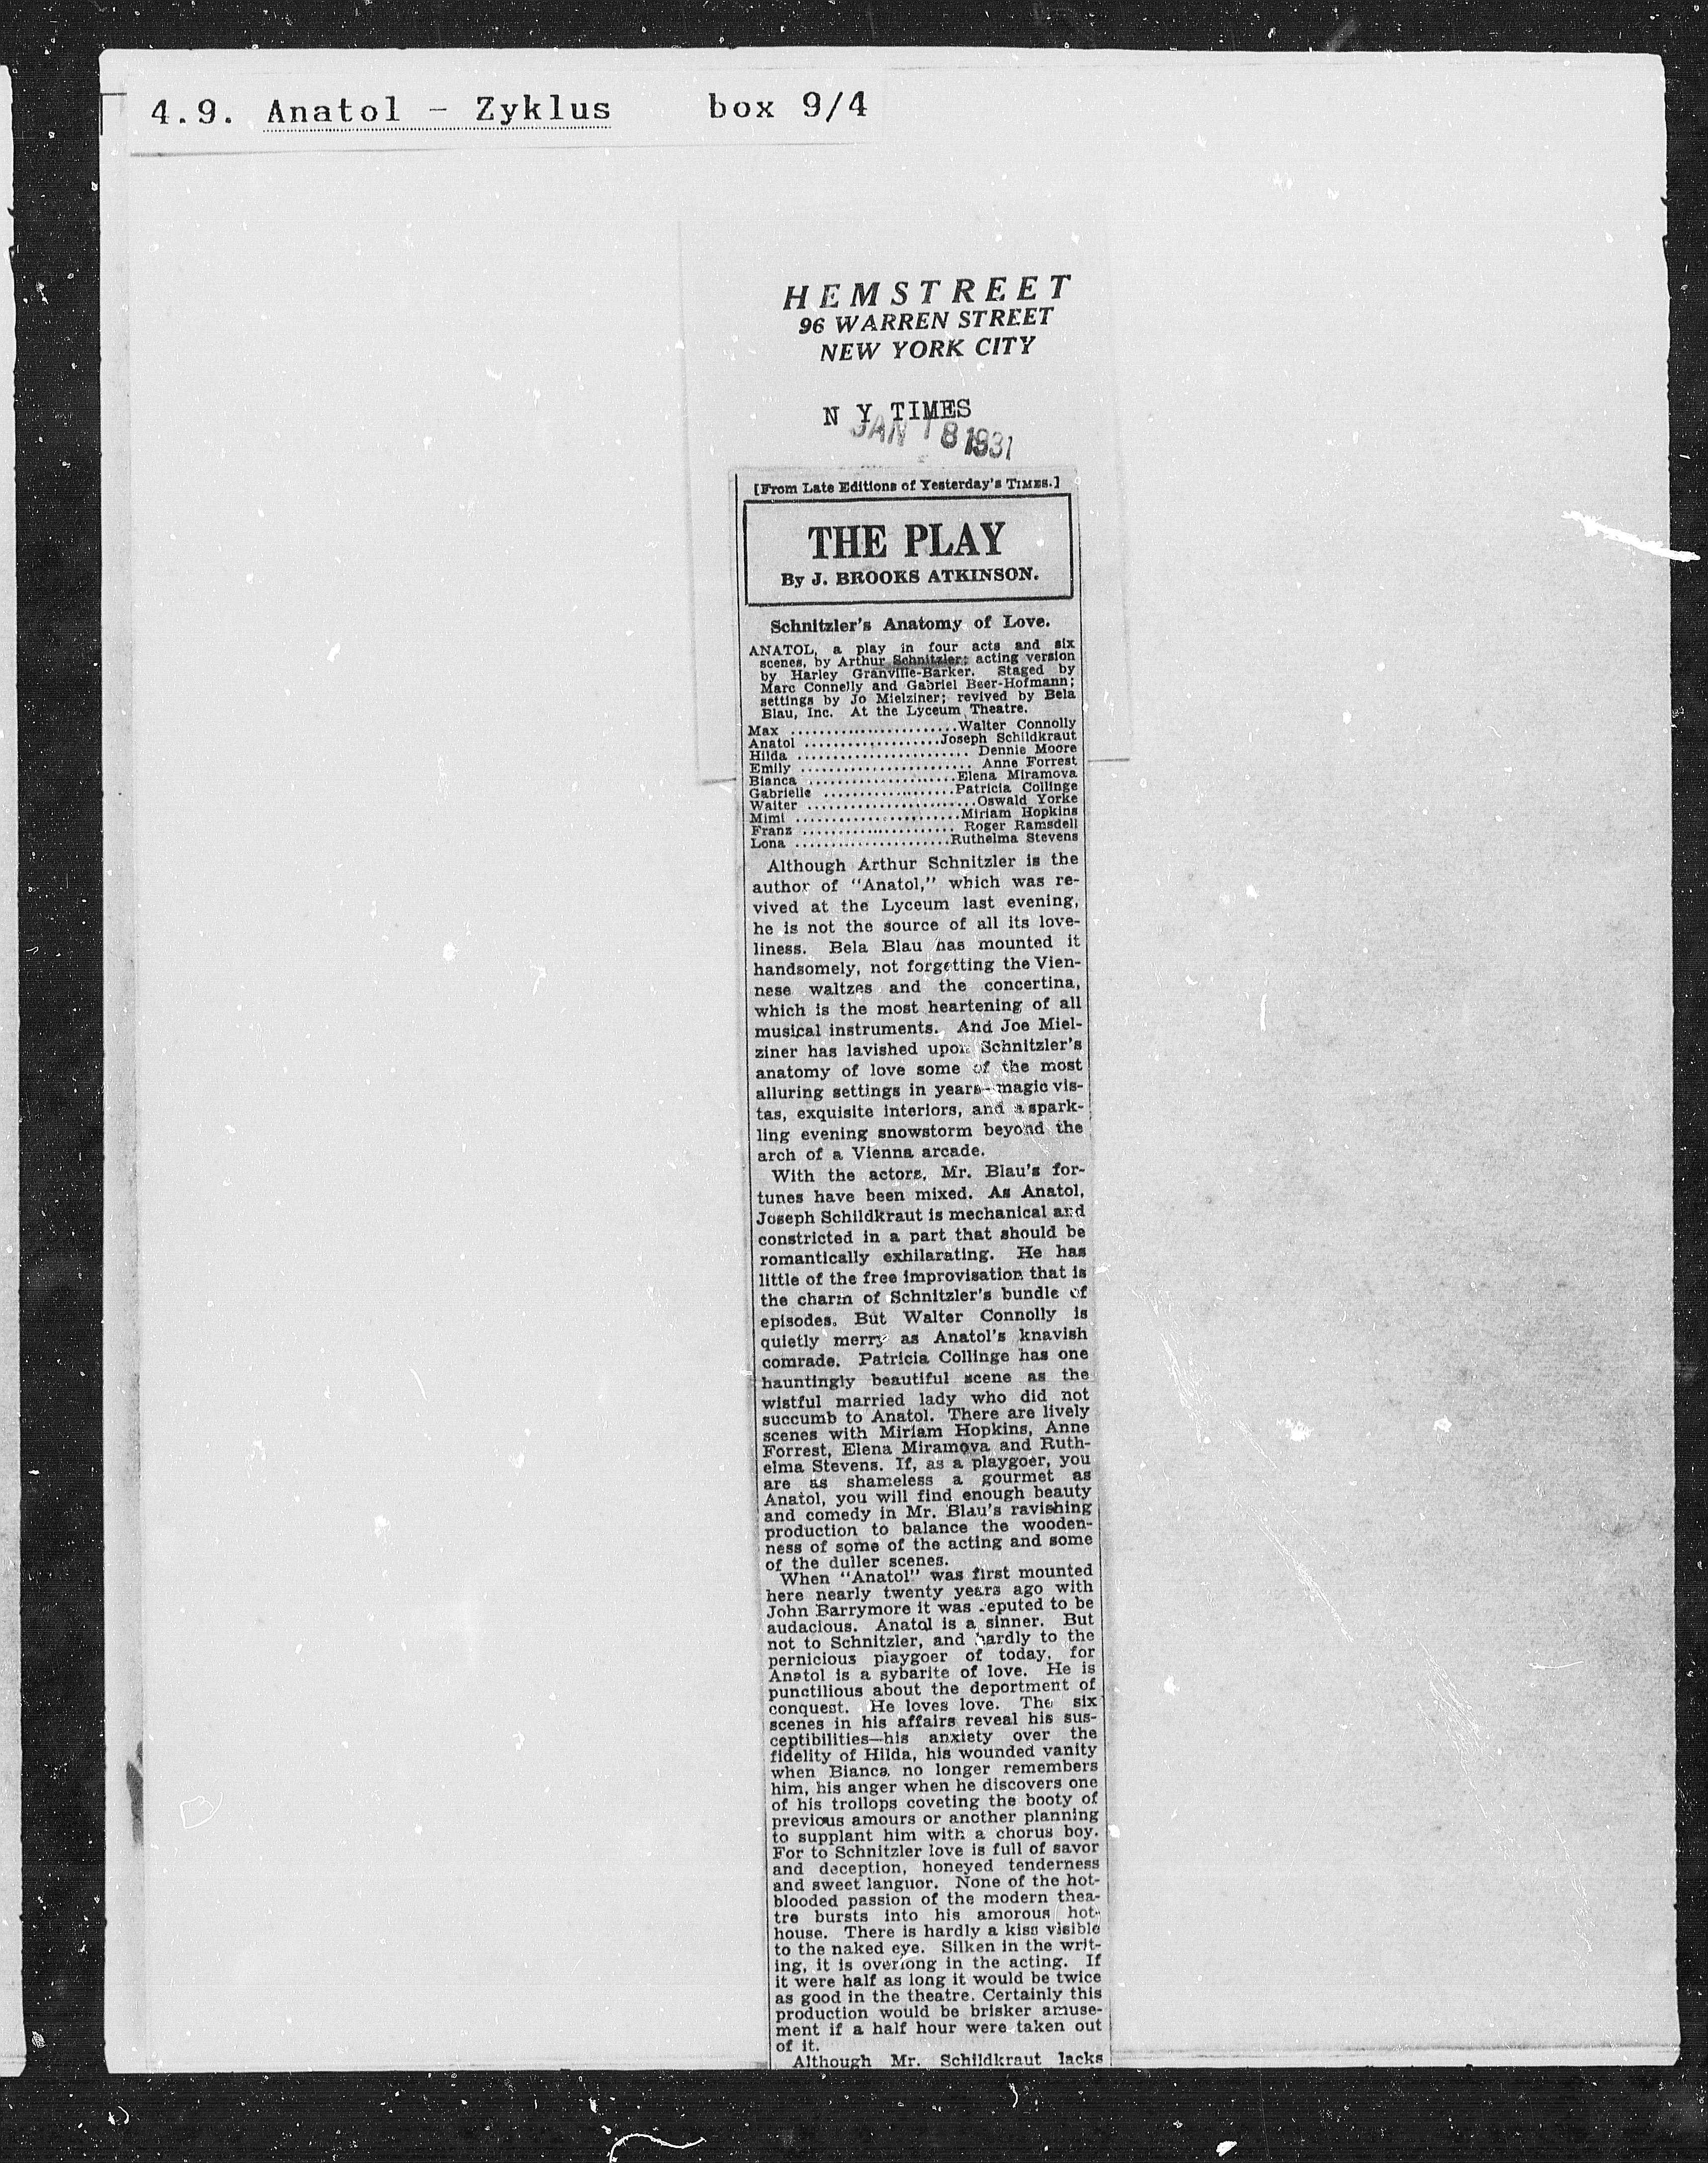 4.9. Anatol - Zyklus box 9/4
HEMSTREET
96 WARREN STREET
NEW YORK CITY
N Y TIMES
JAN 18 1931
[From Late Editions of Yesterday's TIMES.]
THE PLAY
By J. BROOKS ATKINSON.
Schnitzler's Anatomy of Love.
ANATOL, a play in four acts and six
scenes, by Arthur Schnitzler; acting version
by Harley Granville-Barker. Staged by
Marc Connelly and Gabriel Beer-Hofmann;
settings by Jo Mielziner; revived by Bela
Blau, Inc. At the Lyceum Theatre.
Max ........................Walter Connolly
Anatol ....................Joseph Schildkraut
Hilda ......................... Dennie Moore
Emily ......................... Anne Forrest
Bianca .....................Elena Miramova
Gabrielle ...................Patricia Collinge
Waiter ........................Oswald Yorke
Mimi ........................Miriam Hopkins
Franz ...................... Roger Ramsdell
Lona ......................Ruthelma Stevens
Although Arthur Schnitzler is the
author of "Anatol," which was re-
vived at the Lyceum last evening,
he is not the source of all its love-
liness. Bela Blau has mounted it
handsomely, not forgetting the Vien-
nese waltzes and the concertina,
which is the most heartening of all
musical instruments. And Joe Miel-
ziner has lavished upon Schnitzler's
anatomy of love some of the most
alluring settings in years—magic vis-
tas, exquisite interiors, and a spark-
ling evening snowstorm beyond the
arch of a Vienna arcade.
With the actors, Mr. Blau's for-
tunes have been mixed. As Anatol,
Joseph Schildkraut is mechanical and
constricted in a part that should be
romantically exhilarating. He has
little of the free improvisation that is
the charm of Schnitzler's bundle of
episodes. But Walter Connolly is
quietly merry as Anatol's knavish
comrade. Patricia Collinge has one
hauntingly beautiful scene as the
wistful married lady who did not
succumb to Anatol. There are lively
scenes with Miriam Hopkins, Anne
Forrest, Elena Miramova and Ruth-
elma Stevens. If, as a playgoer, you
are as shameless a gourmet as
Anatol, you will find enough beauty
and comedy in Mr. Blau's ravishing
production to balance the wooden-
ness of some of the acting and some
of the duller scenes.
When "Anatol" was first mounted
here nearly twenty years ago with
John Barrymore it was reputed to be
audacious. Anatol is a sinner. But
not to Schnitzler, and hardly to the
pernicious playgoer of today, for
Anatol is a sybarite of love. He is
punctilious about the deportment of
conquest. He loves love. The six
scenes in his affairs reveal his sus-
ceptibilities—his anxiety over the
fidelity of Hilda, his wounded vanity
when Bianca no longer remembers
him, his anger when he discovers one
of his trollops coveting the booty of
previous amours or another planning
to supplant him with a chorus boy.
For to Schnitzler love is full of savor
and deception, honeyed tenderness
and sweet languor. None of the hot-
blooded passion of the modern thea-
tre bursts into his amorous hot-
house. There is hardly a kiss visible
to the naked eye. Silken in the writ-
ing, it is overlong in the acting. If
it were half as long it would be twice
as good in the theatre. Certainly this
production would be brisker amuse-
ment if a half hour were taken out
of it.
Although Mr. Schildkraut lacks